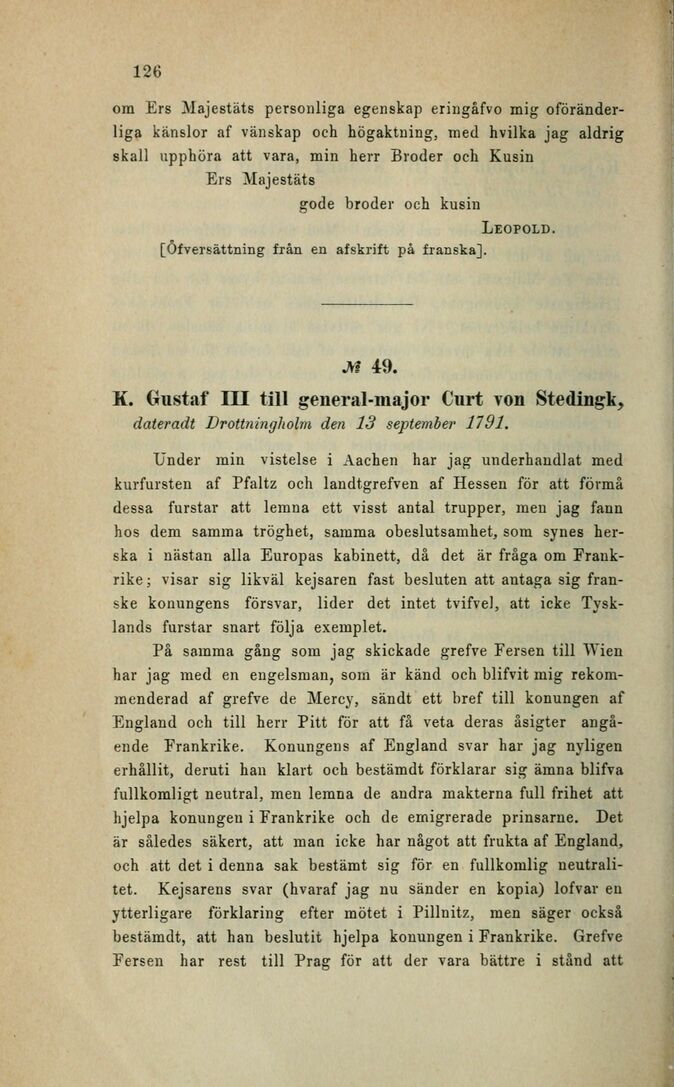 126
om Ers Majestäts personliga egenskap eringåfvo mig oföränder-
liga känslor af vänskap och högaktning, med hvilka jag aldrig
skall upphöra att vara, min herr Broder och Kusin
Ers Majestäts
gode broder och kusin
LEOPOLD.
[Öfversättning från en afskrift på franska].
№ 49.
K. Gustaf III till general-major Curt von Stedingk,
dateradt Drottningholm den 13 september 1791.
Under min vistelse i Aachen har jag underhandlat med
kurfursten af Pfaltz och landtgrefven af Hessen för att förmå
dessa furstar att lemna ett visst antal trupper, men jag fann
hos dem samma tröghet, samma obeslutsamhet, som synes her-
ska i nästan alla Europas kabinett, då det är fråga om Frank-
rike; visar sig likväl kejsaren fast besluten att antaga sig fran-
ske konungens försvar, lider det intet tvifvel, att icke Tysk-
lands furstar snart följa exemplet.
På samma gång som jag skickade grefve Fersen till Wien
har jag med en engelsman, som är känd och blifvit mig rekom-
menderad af grefve de Mercy, sändt ett bref till konungen af
England och till herr Pitt för att få veta deras åsigter angå-
ende Frankrike. Konungens af England svar har jag nyligen
erhållit, deruti han klart och bestämdt förklarar sig ämna blifva
fullkomligt neutral, men lemna de andra makterna full frihet att
hjelpa konungen i Frankrike och de emigrerade prinsarne. Det
är således säkert, att man icke har något att frukta af England,
och att det i denna sak bestämt sig för en fullkomlig neutrali-
tet. Kejsarens svar (hvaraf jag nu sänder en kopia) lofvar en
ytterligare förklaring efter mötet i Pillnitz, men säger också
bestämdt, att han beslutit hjelpa konungen i Frankrike. Grefve
Fersen har rest till Prag för att der vara bättre i stånd att